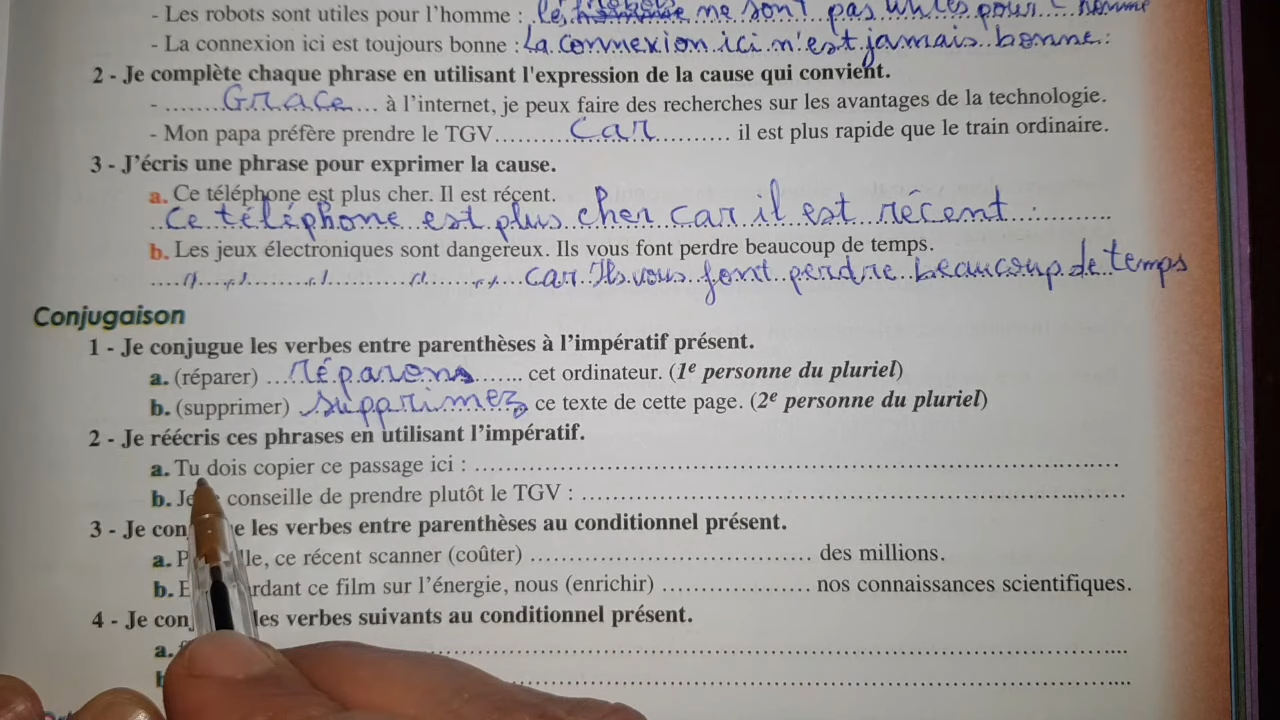 - Les robots sont utiles pour l'homme : les ne sont pas utiles pour l'homme
- La connexion ici est toujours bonne : La connexion ici n'est jamais bonne.
2 - Je complète chaque phrase en utilisant l'expression de la cause qui convient.
- ....... Grace ... à l'internet, je peux faire des recherches sur les avantages de la technologie.
- Mon papa préfère prendre le TGV ......... car ......... il est plus rapide que le train ordinaire.
3 - J'écris une phrase pour exprimer la cause.
a. Ce téléphone est plus cher. Il est récent.
Ce téléphone est plus cher car il est récent.
b. Les jeux électroniques sont dangereux. Ils vous font perdre beaucoup de temps.
car Ils vous font perdre beaucoup de temps
Conjugaison
1 - Je conjugue les verbes entre parenthèses à l'impératif présent.
a. (réparer) ... réparons ....... cet ordinateur. (1e personne du pluriel)
b. (supprimer) supprimez ce texte de cette page. (2e personne du pluriel)
2 - Je réécris ces phrases en utilisant l'impératif.
a. Tu dois copier ce passage ici : ..........
b. Je conseille de prendre plutôt le TGV : ..........
3 - Je les verbes entre parenthèses au conditionnel présent.
a. ce récent scanner (coûter) .......... des millions.
b. ce film sur l'énergie, nous (enrichir) .......... nos connaissances scientifiques.
4 - Je les verbes suivants au conditionnel présent.
a.